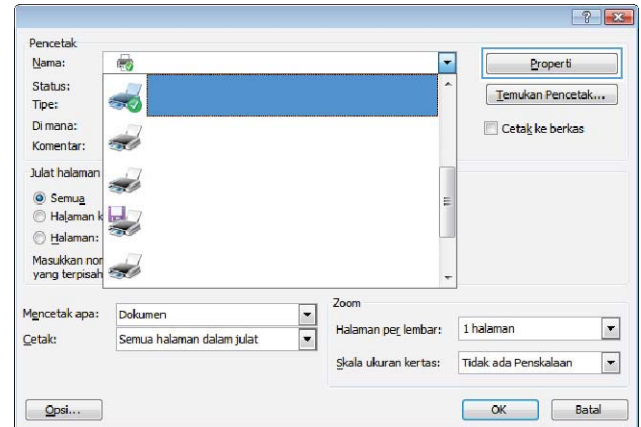 Pencetak
Nama:
Properti
Status:
Temukan Pencetak...
Tipe:
Di mana:
Cetak ke berkas
Komentar:
Julat halaman
Semua
Halaman k
Halaman:
Masukkan nor
yang terpisah
Mencetak apa: Dokumen
Cetak: Semua halaman dalam julat
Zoom
Halaman per lembar: 1 halaman
Skala ukuran kertas: Tidak ada Penskalaan
Opsi...
OK
Batal